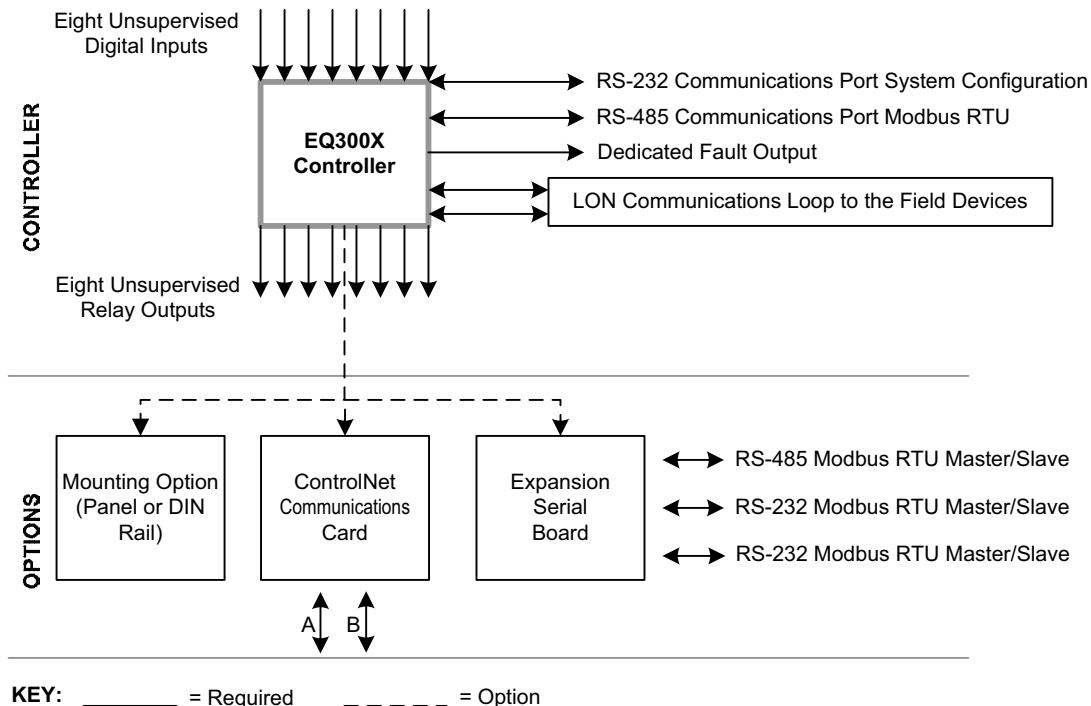 Eight Unsupervised
Digital Inputs
CONTROLLER
EQ300X
Controller
RS-232 Communications Port System Configuration
RS-485 Communications Port Modbus RTU
Dedicated Fault Output
LON Communications Loop to the Field Devices
Eight Unsupervised
Relay Outputs
OPTIONS
Mounting Option
(Panel or DIN
Rail)
ControlNet
Communications
Card
Expansion
Serial
Board
RS-485 Modbus RTU Master/Slave
RS-232 Modbus RTU Master/Slave
RS-232 Modbus RTU Master/Slave
A B
KEY: = Required = Option